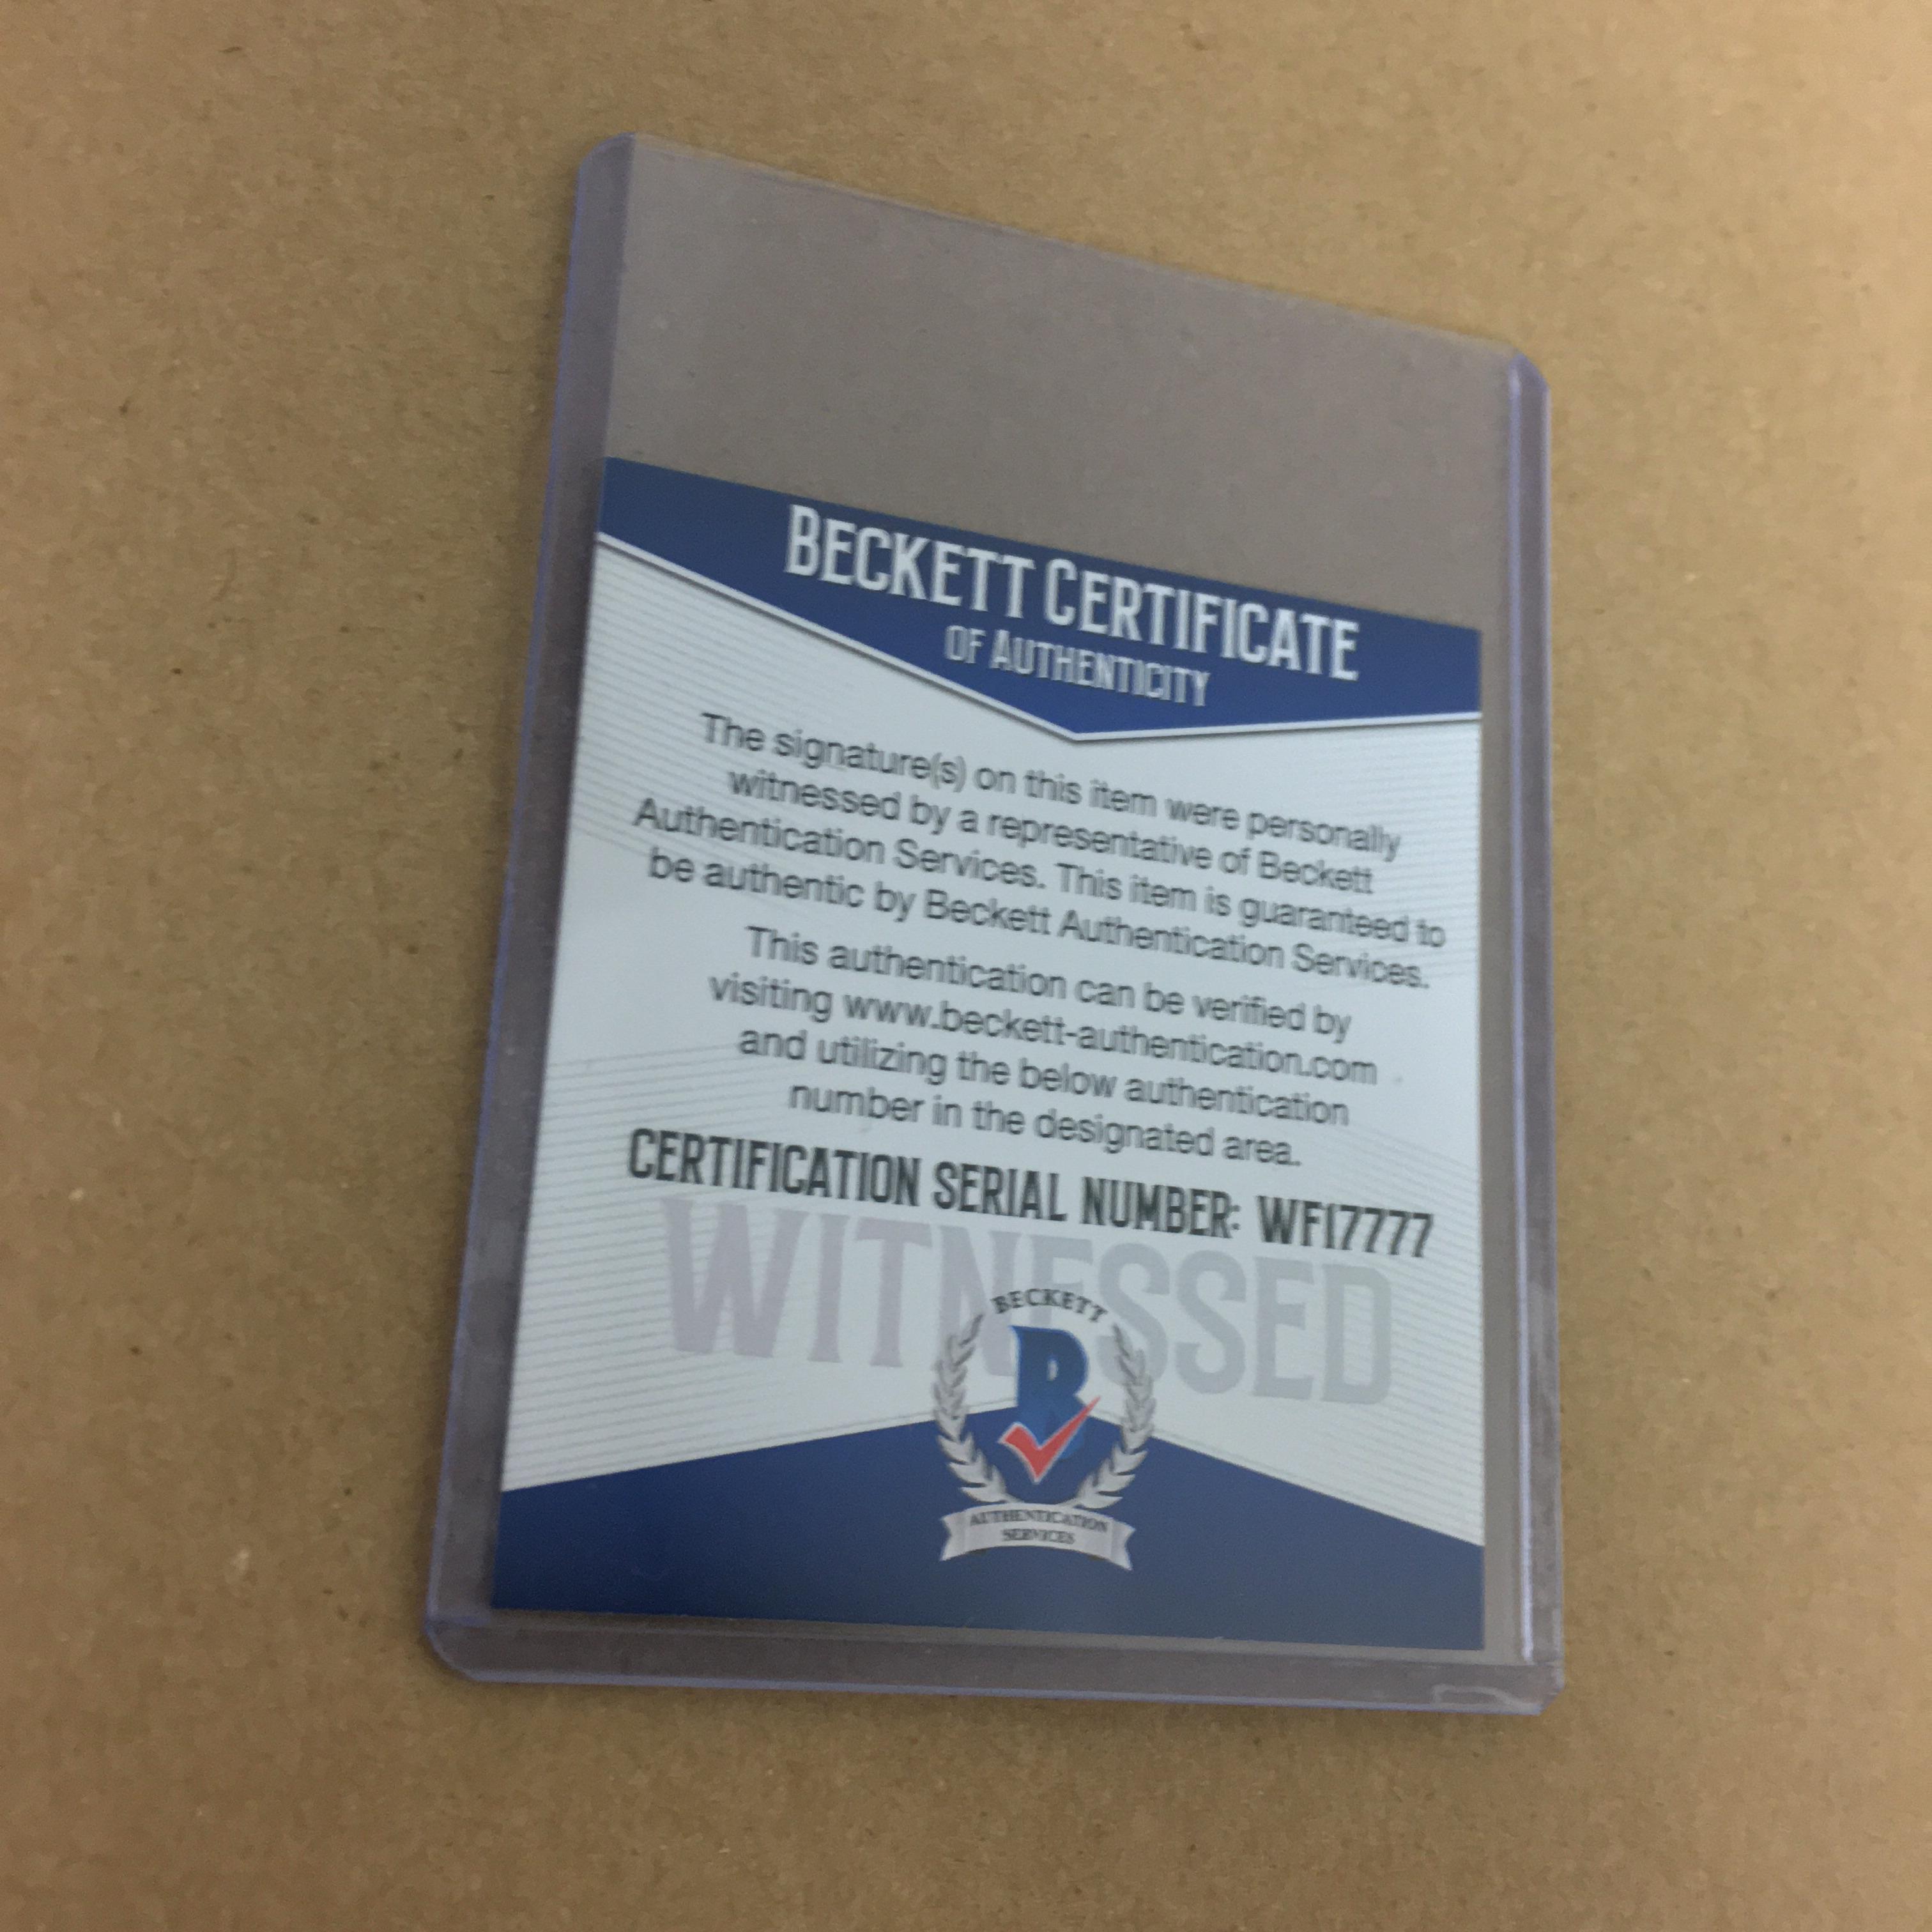 BECKETT CERTIFICATE
OF AUTHENTICITY
The signature(s) on this item were personally
witnessed by a representative of Beckett
Authentication Services. This item is guaranteed to
be authentic by Beckett Authentication Services.
This authentication can be verified by
visiting www.beckett-authentication.com
and utilizing the below authentication
number in the designated area.
CERTIFICATION SERIAL NUMBER: WF17777
WITNESSED
BECKETT
B
AUTHENTICATION
SERVICES